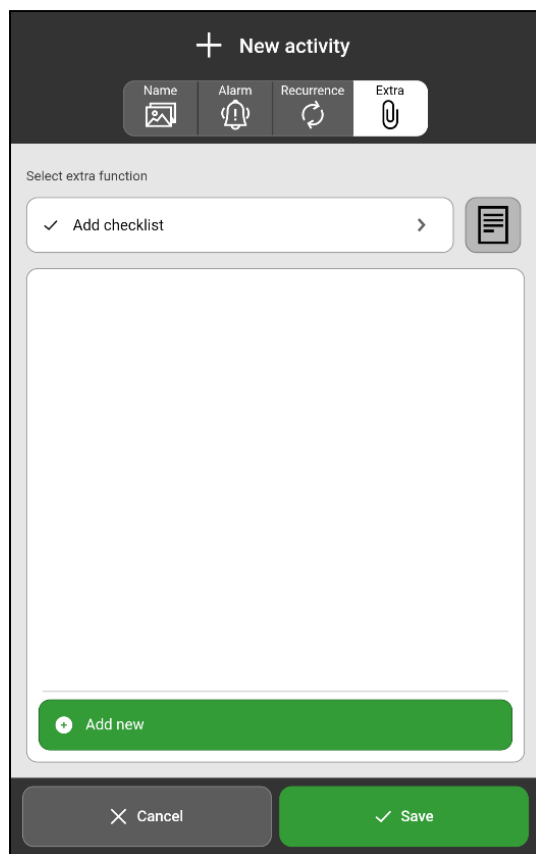 New activity
Name Alarm Recurrence Extra
Select extra function
Add checklist
Add new
Cancel Save